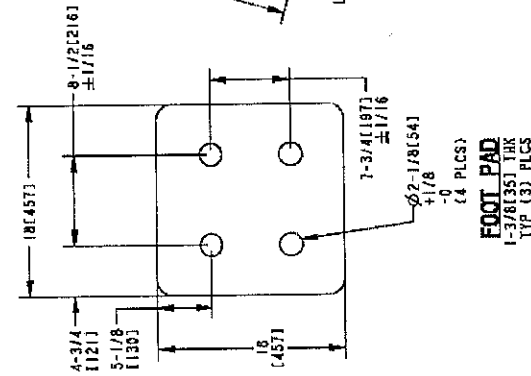 8-1/2[216]
±1/16
18[457]
4-3/4
[121]
5-1/8
[130]
18
[457]
7-3/4[197]
±1/16
Ø2-1/8[54]
+1/8
-0
(4 PLCS)
FOOT PAD
1-3/8[35] THK
TYP (3) PLCS